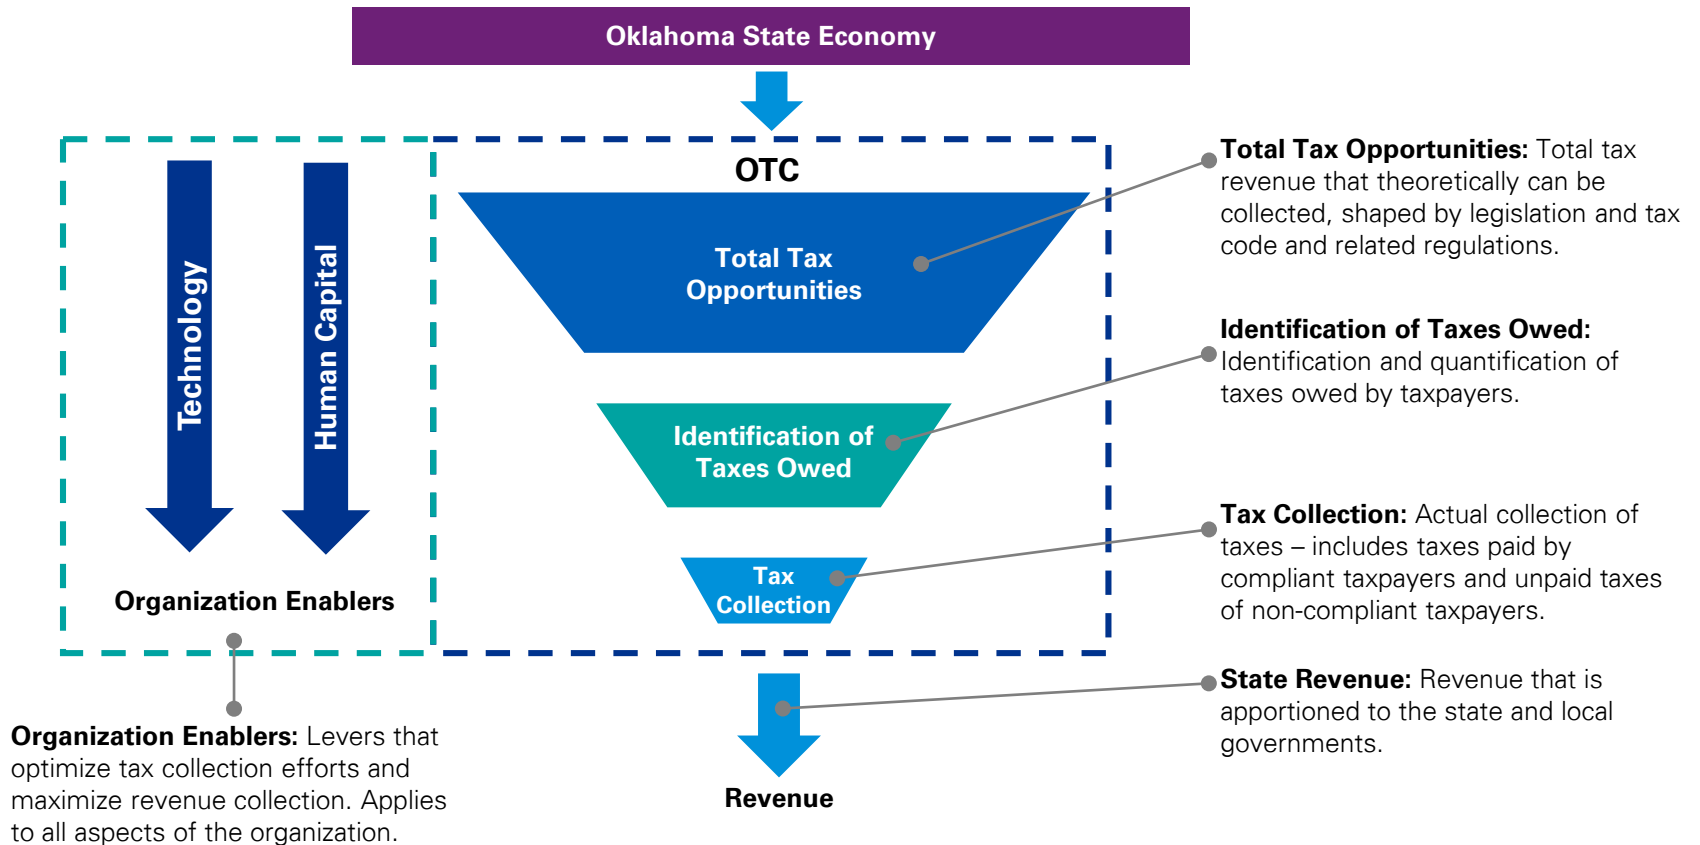 Oklahoma State Economy
OTC
Technology
Human Capital
Organization Enablers
Total Tax
Opportunities
Identification of
Taxes Owed
Tax
Collection
Revenue
Total Tax Opportunities: Total tax
revenue that theoretically can be
collected, shaped by legislation and tax
code and related regulations.
Identification of Taxes Owed:
Identification and quantification of
taxes owed by taxpayers.
Tax Collection: Actual collection of
taxes – includes taxes paid by
compliant taxpayers and unpaid taxes
of non-compliant taxpayers.
State Revenue: Revenue that is
apportioned to the state and local
governments.
Organization Enablers: Levers that
optimize tax collection efforts and
maximize revenue collection. Applies
to all aspects of the organization.